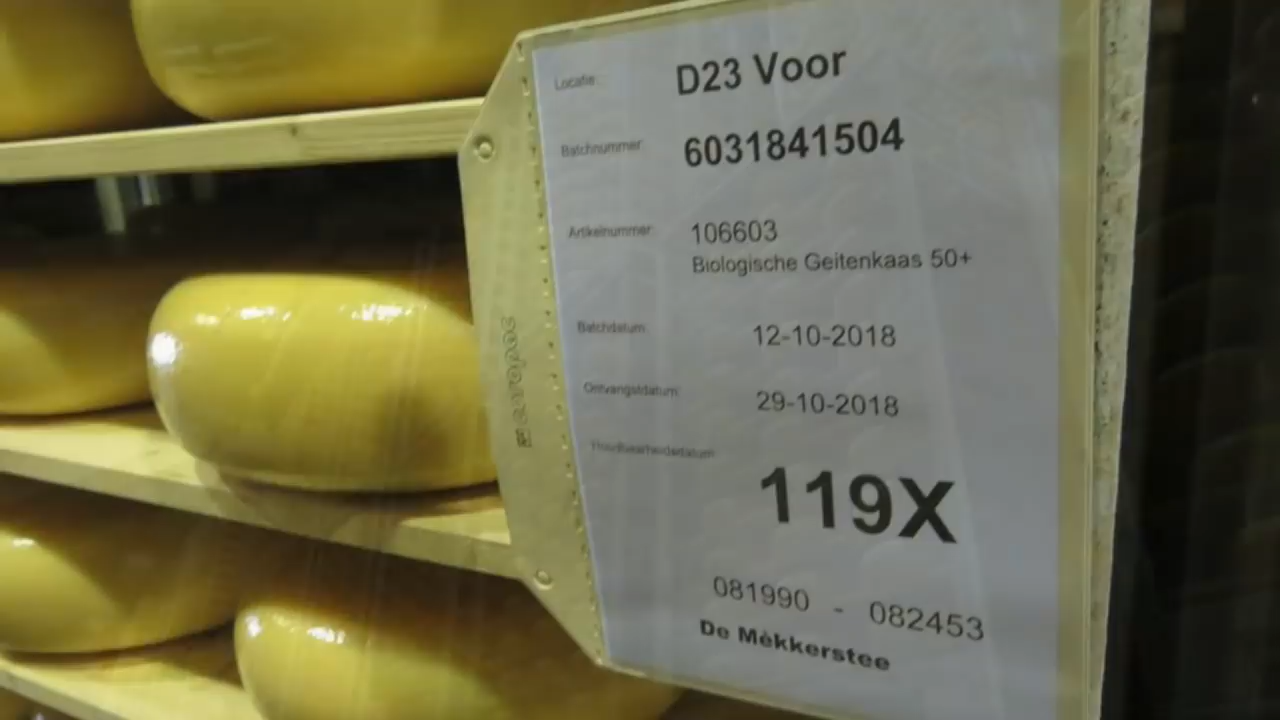 Locatie: D23 Voor
Batchnummer: 6031841504
Artikelnummer: 106603
Biologische Geitenkaas 50+
Batchdatum: 12-10-2018
Ontvangstdatum: 29-10-2018
Houdbaarheidsdatum:
119X
081990 - 082453
De Mèkkerstee